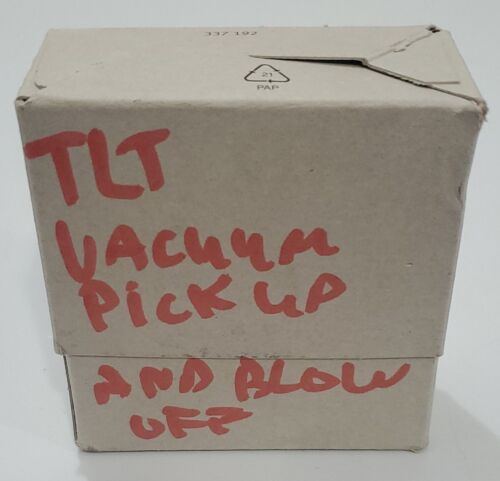 337 192
21
PAP
TLT
VACUUM
PICK UP
AND BLOW
OFF